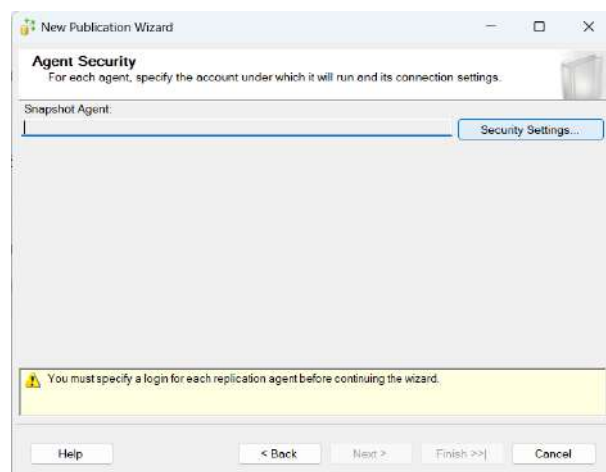 New Publication Wizard
Agent Security
For each agent, specify the account under which it will run and its connection settings.
Snapshot Agent:
Security Settings...
You must specify a login for each replication agent before continuing the wizard.
Help
< Back
Next >
Finish >>|
Cancel